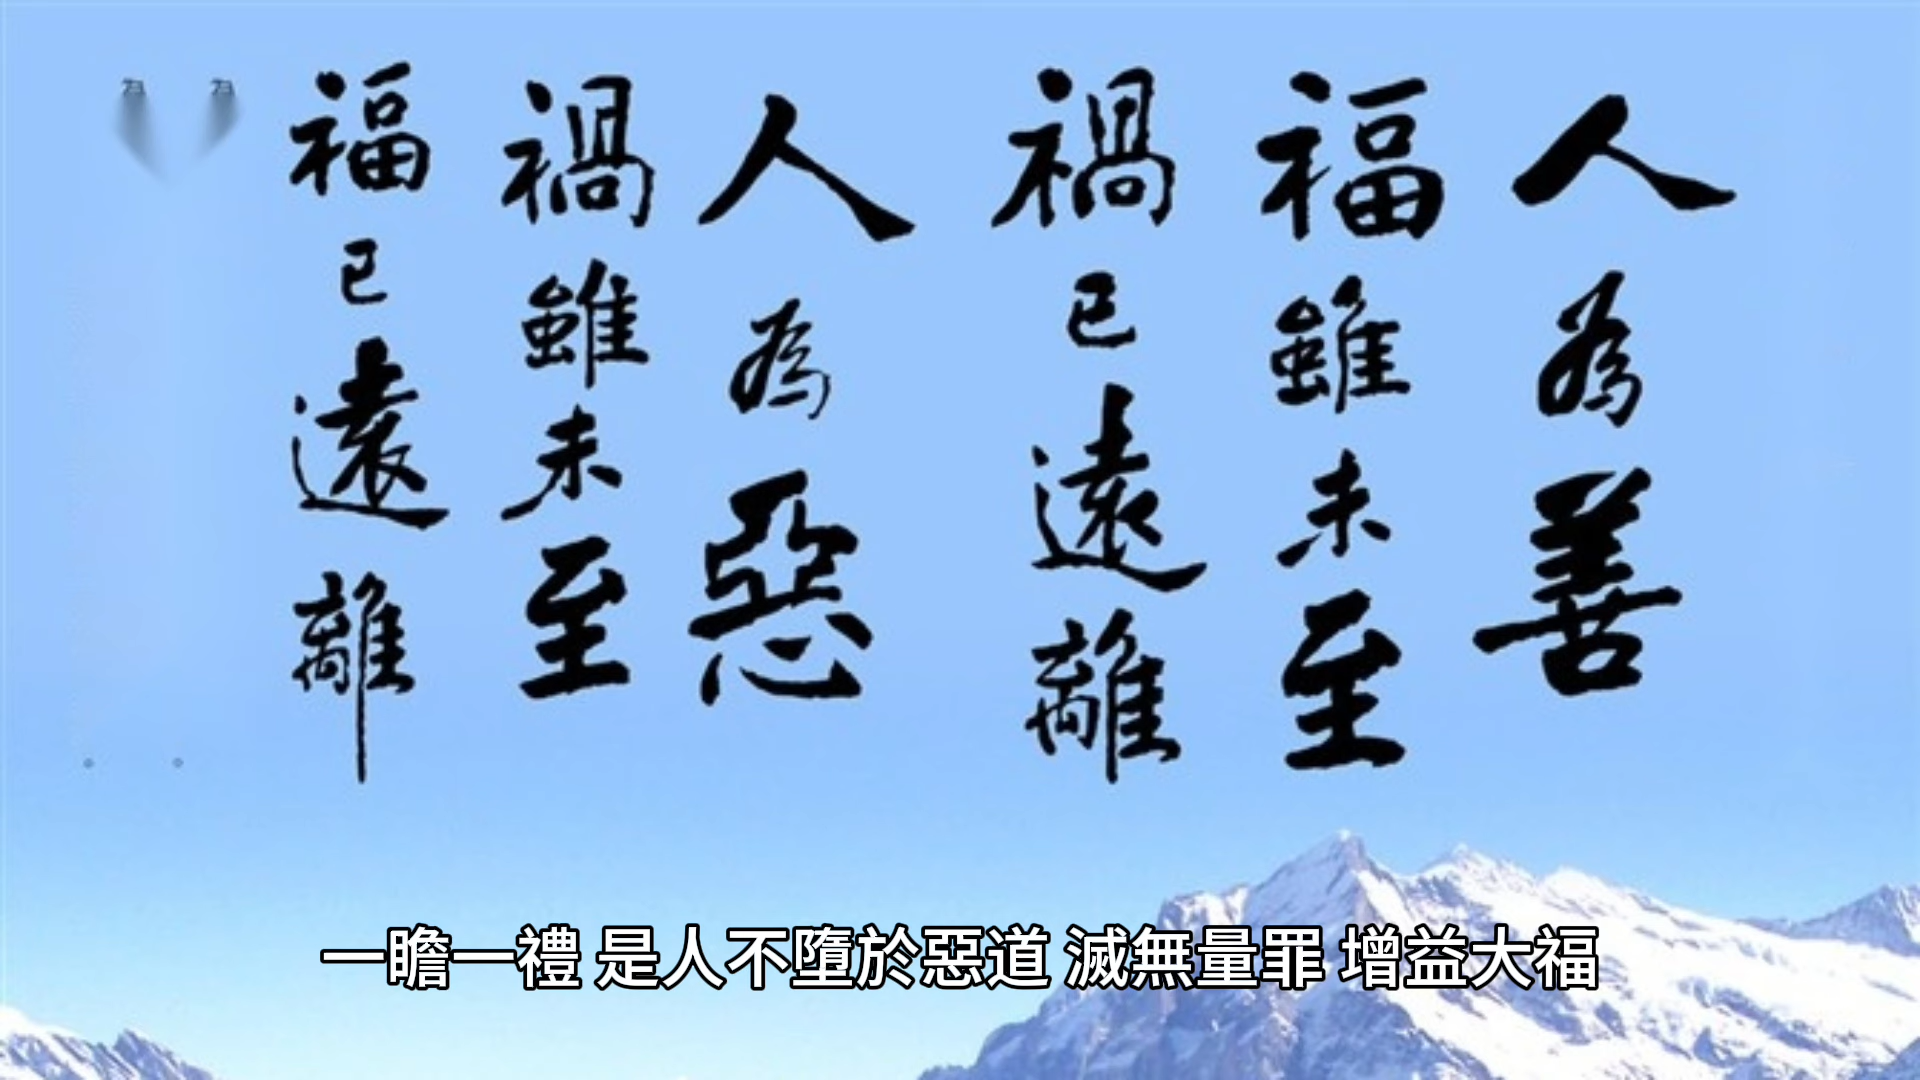 人為善
福雖未至
禍已遠離
人為惡
禍雖未至
福已遠離
一瞻一禮 是人不墮於惡道 滅無量罪 增益大福